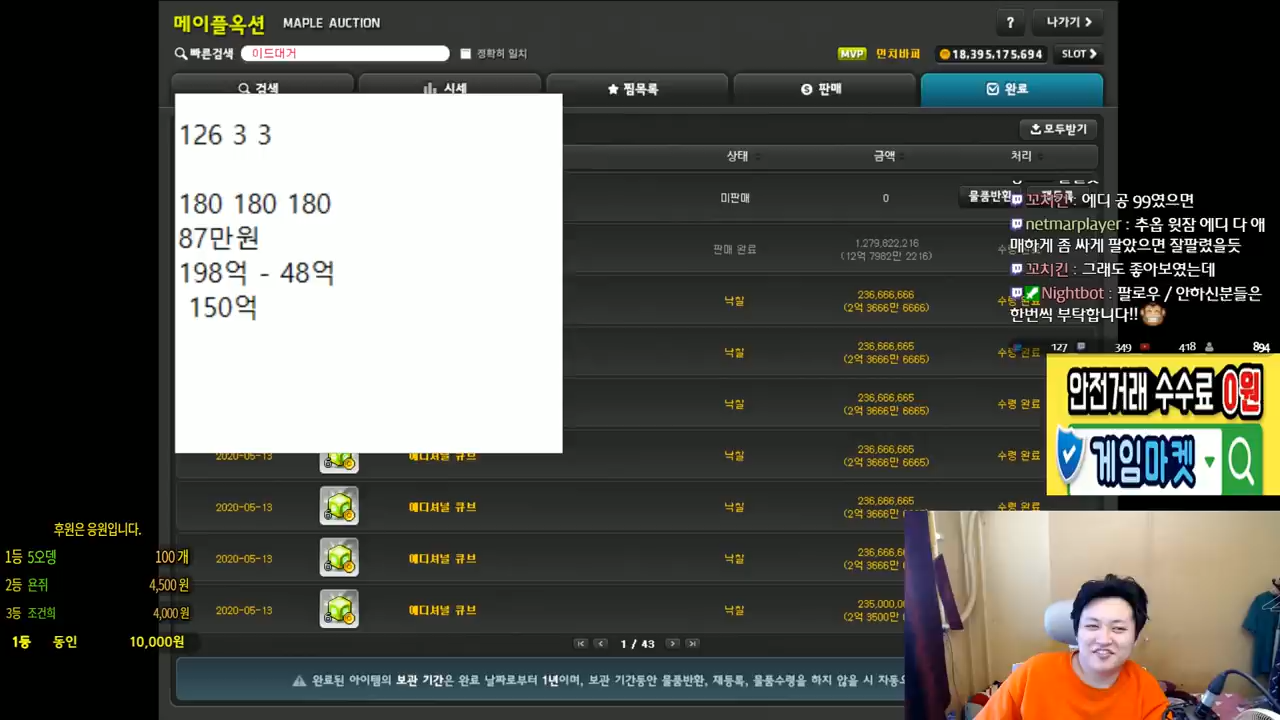 메이플옥션 MAPLE AUCTION
? 나가기
빠른검색 이드대거 정확히 일치
MVP 먼치바퍼 18,395,175,694 SLOT
검색 시세 찜목록 판매 완료
모두받기
상태 금액 처리
미판매 0 물품반환
판매 완료 1,279,822,216
(12억 7982만 2216)
낙찰 236,666,666
(2억 3666만 6666)
낙찰 236,666,665
(2억 3666만 6665)
낙찰 236,666,665 수령 완료
(2억 3666만 6665)
2020-05-13 에디셔널 큐브 낙찰 236,666,665 수령 완료
(2억 3666만 6665)
2020-05-13 에디셔널 큐브 낙찰 236,666,665 수령 완료
2020-05-13 에디셔널 큐브 낙찰
2020-05-13 에디셔널 큐브 낙찰
1 / 43
완료된 아이템의 보관 기간은 완료 날짜로부터 1년이며, 보관 기간동안 물품반환, 재등록, 물품수령을 하지 않을 시 자동
126 3 3
180 180 180
87만원
198억 - 48억
150억
꼬치킨 : 에디 공 99였으면
netmarplayer : 추옵 윗잠 에디 다 애
매하게 좀 싸게 팔았으면 잘팔렸을듯
꼬치킨 : 그래도 좋아보였는데
Nightbot : 팔로우 / 안하신분들은
한번씩 부탁합니다!!
127 349 418 894
안전거래 수수료 0원
게임마켓
후원은 응원입니다.
1등 5오뎅 100개
2등 욘쥐 4,500원
3등 조건희 4,000원
1등 동인 10,000원